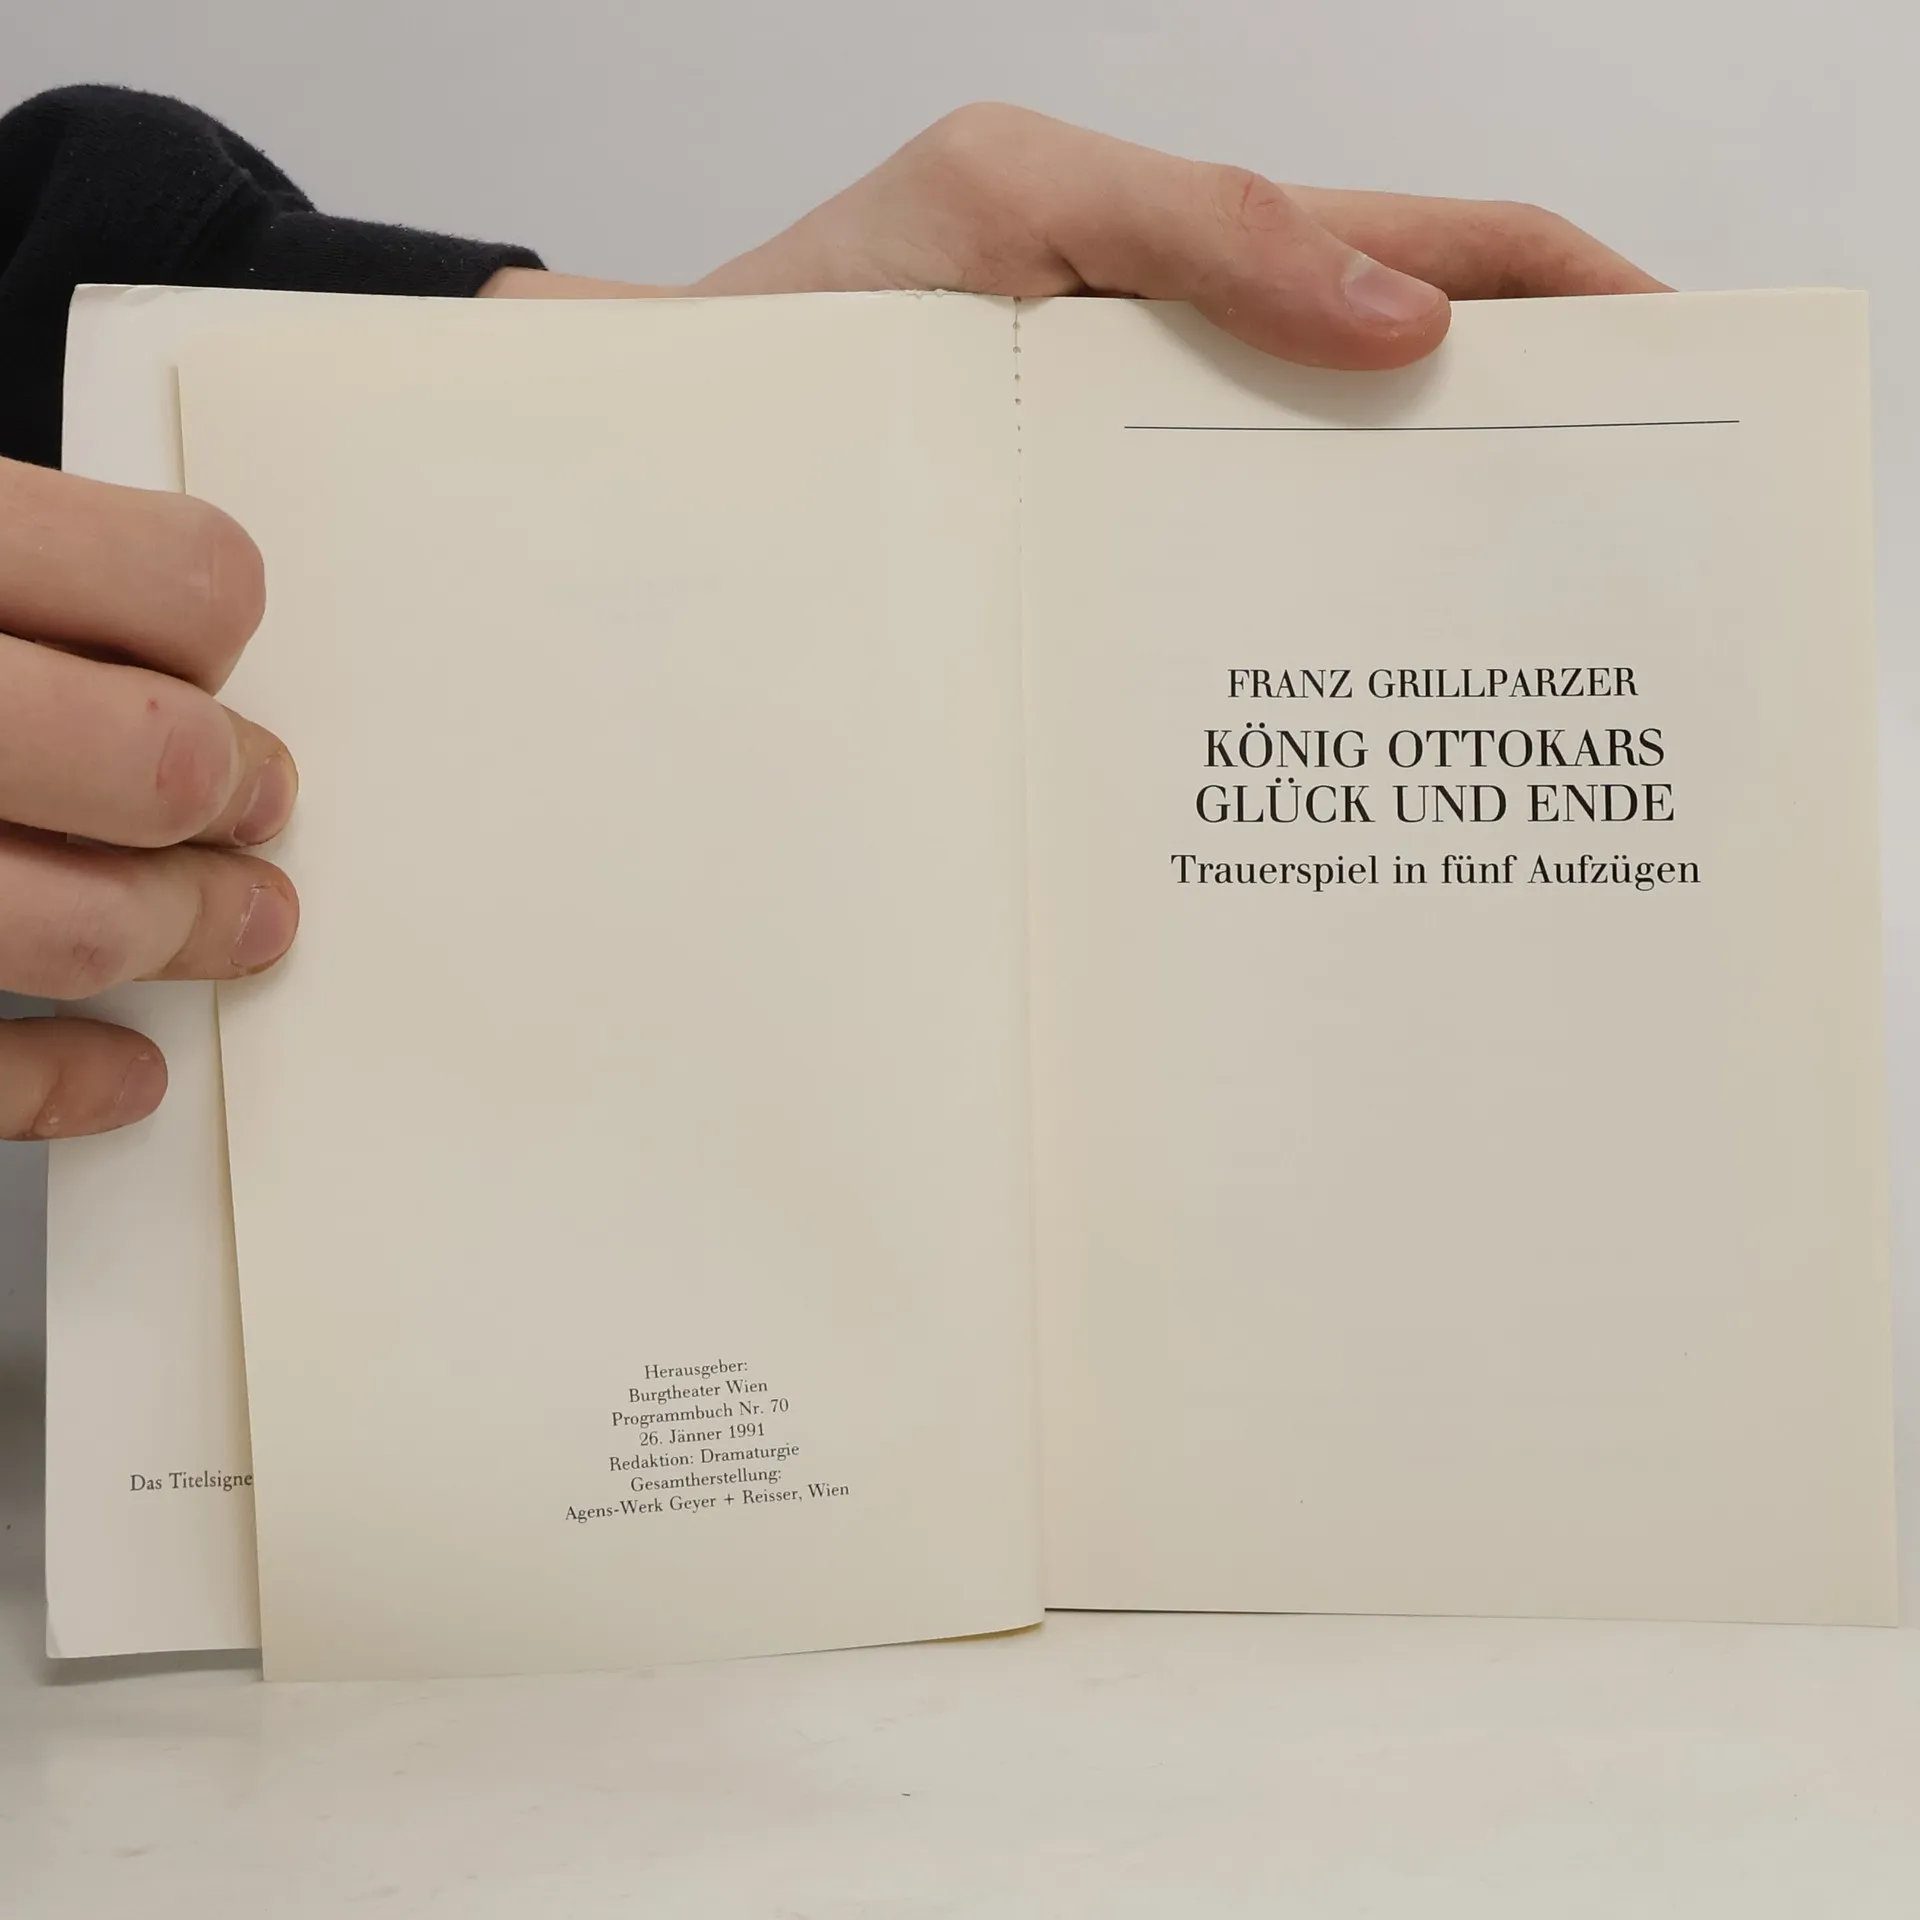 Das Titelsigne
Herausgeber:
Burgtheater Wien
Programmbuch Nr. 70
26. Jänner 1991
Redaktion: Dramaturgie
Gesamtherstellung:
Agens-Werk Geyer + Reisser, Wien
FRANZ GRILLPARZER
KÖNIG OTTOKARS
GLÜCK UND ENDE
Trauerspiel in fünf Aufzügen